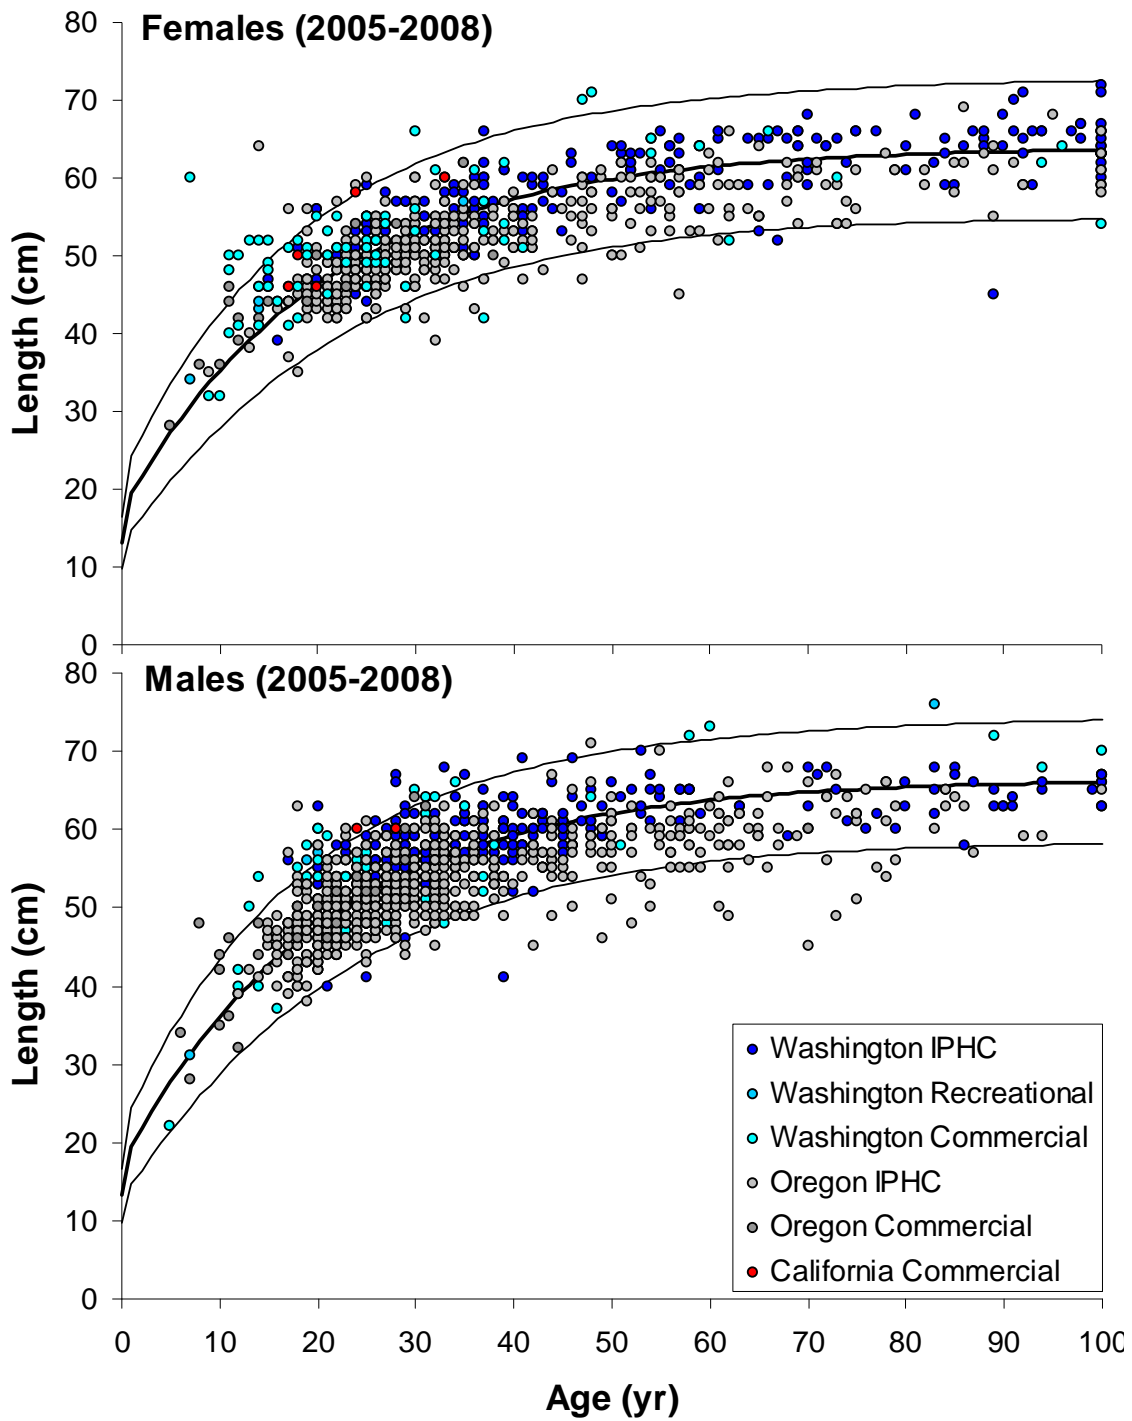 Females (2005-2008)
80
70
60
50
40
30
20
10
0
Length (cm)
Males (2005-2008)
80
70
60
50
40
30
20
10
0
Length (cm)
Washington IPHC
Washington Recreational
Washington Commercial
Oregon IPHC
Oregon Commercial
California Commercial
0 10 20 30 40 50 60 70 80 90 100
Age (yr)